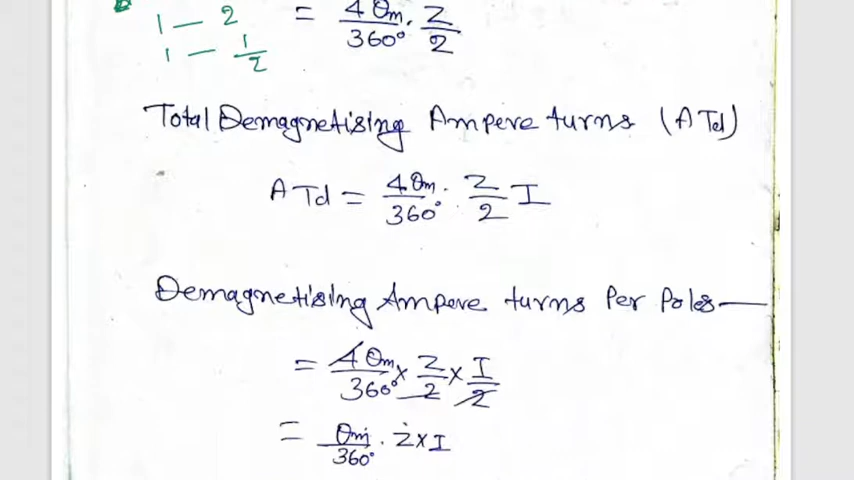 1 — 2
= 4θm/360° · Z/2
1 — 1/2
Total Demagnetising Ampere turns (ATd)
ATd = 4θm/360° · Z/2 I
Demagnetising Ampere turns Per Poles —
= 4θm/360° × Z/2 × I/2
= θm/360° · Z × I